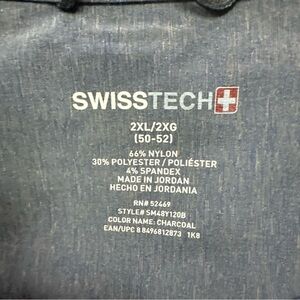 SWISSTECH
2XL/2XG
(50-52)
66% NYLON
30% POLYESTER / POLIÉSTER
4% SPANDEX
MADE IN JORDAN
HECHO EN JORDANIA
RN# 52469
STYLE# SM48Y120B
COLOR NAME: CHARCOAL
EAN/UPC 8 8496812873 1K8